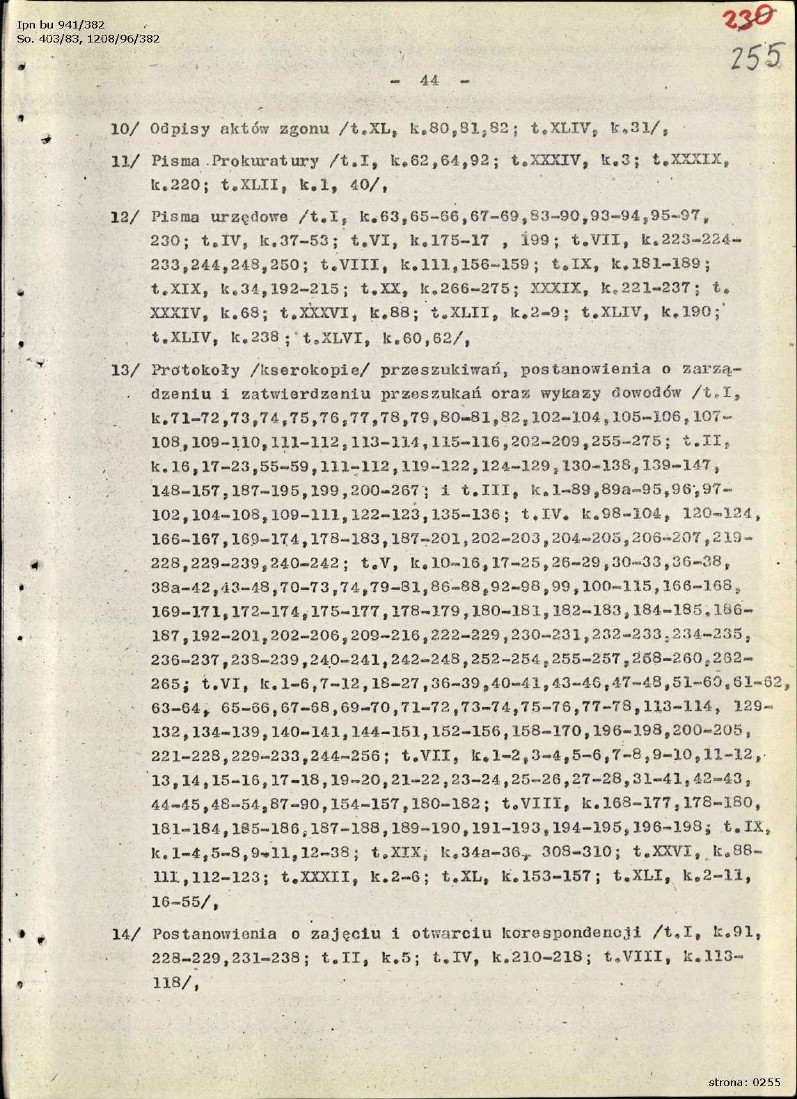 Ipn bu 941/382
So. 403/83, 1208/96/382
230
255
- 44 -
10/ Odpisy aktów zgonu /t.XL, k.80,81,82; t.XLIV, k.31/,
11/ Pisma Prokuratury /t.I, k.62,64,92; t.XXXIV, k.3; t.XXXIX,
k.220; t.XLII, k.1, 40/,
12/ Pisma urzędowe /t.I, k.63,65-66,67-69,83-90,93-94,95-97,
230; t.IV, k.37-53; t.VI, k.175-17 , 199; t.VII, k.223-224-
233,244,248,250; t.VIII, k.111,156-159; t.IX, k.181-189;
t.XIX, k.34,192-215; t.XX, k.266-275; XXXIX, k.221-237; t.
XXXIV, k.68; t.XXXVI, k.88; t.XLII, k.2-9; t.XLIV, k.190;
t.XLIV, k.238; t.XLVI, k.60,62/,
13/ Protokoły /kserokopie/ przeszukiwań, postanowienia o zarzą-
dzeniu i zatwierdzeniu przeszukań oraz wykazy dowodów /t.I,
k.71-72,73,74,75,76,77,78,79,80-81,82,102-104,105-106,107-
108,109-110,111-112,113-114,115-116,202-209,255-275; t.II,
k.16,17-23,55-59,111-112,119-122,124-129,130-138,139-147,
148-157,187-195,199,200-267; i t.III, k.1-89,89a-95,96,97-
102,104-108,109-111,122-123,135-136; t.IV. k.98-104, 120-124,
166-167,169-174,178-183,187-201,202-203,204-205,206-207,219-
228,229-239,240-242; t.V, k.10-16,17-25,26-29,30-33,36-38,
38a-42,43-48,70-73,74,79-81,86-88,92-98,99,100-115,166-168,
169-171,172-174,175-177,178-179,180-181,182-183,184-185,186-
187,192-201,202-206,209-216,222-229,230-231,232-233,234-235,
236-237,238-239,240-241,242-248,252-254,255-257,258-260,262-
265; t.VI, k.1-6,7-12,18-27,36-39,40-41,43-46,47-48,51-60,61-62,
63-64, 65-66,67-68,69-70,71-72,73-74,75-76,77-78,113-114, 129-
132,134-139,140-141,144-151,152-156,158-170,196-198,200-205,
221-228,229-233,244-256; t.VII, k.1-2,3-4,5-6,7-8,9-10,11-12,
13,14,15-16,17-18,19-20,21-22,23-24,25-26,27-28,31-41,42-43,
44-45,48-54,87-90,154-157,180-182; t.VIII, k.168-177,178-180,
181-184,185-186,187-188,189-190,191-193,194-195,196-198; t.IX,
k.1-4,5-8,9-11,12-38; t.XIX, k.34a-36, 308-310; t.XXVI, k.88-
111,112-123; t.XXXII, k.2-6; t.XL, k.153-157; t.XLI, k.2-11,
16-55/,
14/ Postanowienia o zajęciu i otwarciu korespondencji /t.I, k.91,
228-229,231-238; t.II, k.5; t.IV, k.210-218; t.VIII, k.113-
118/,
strona: 0255